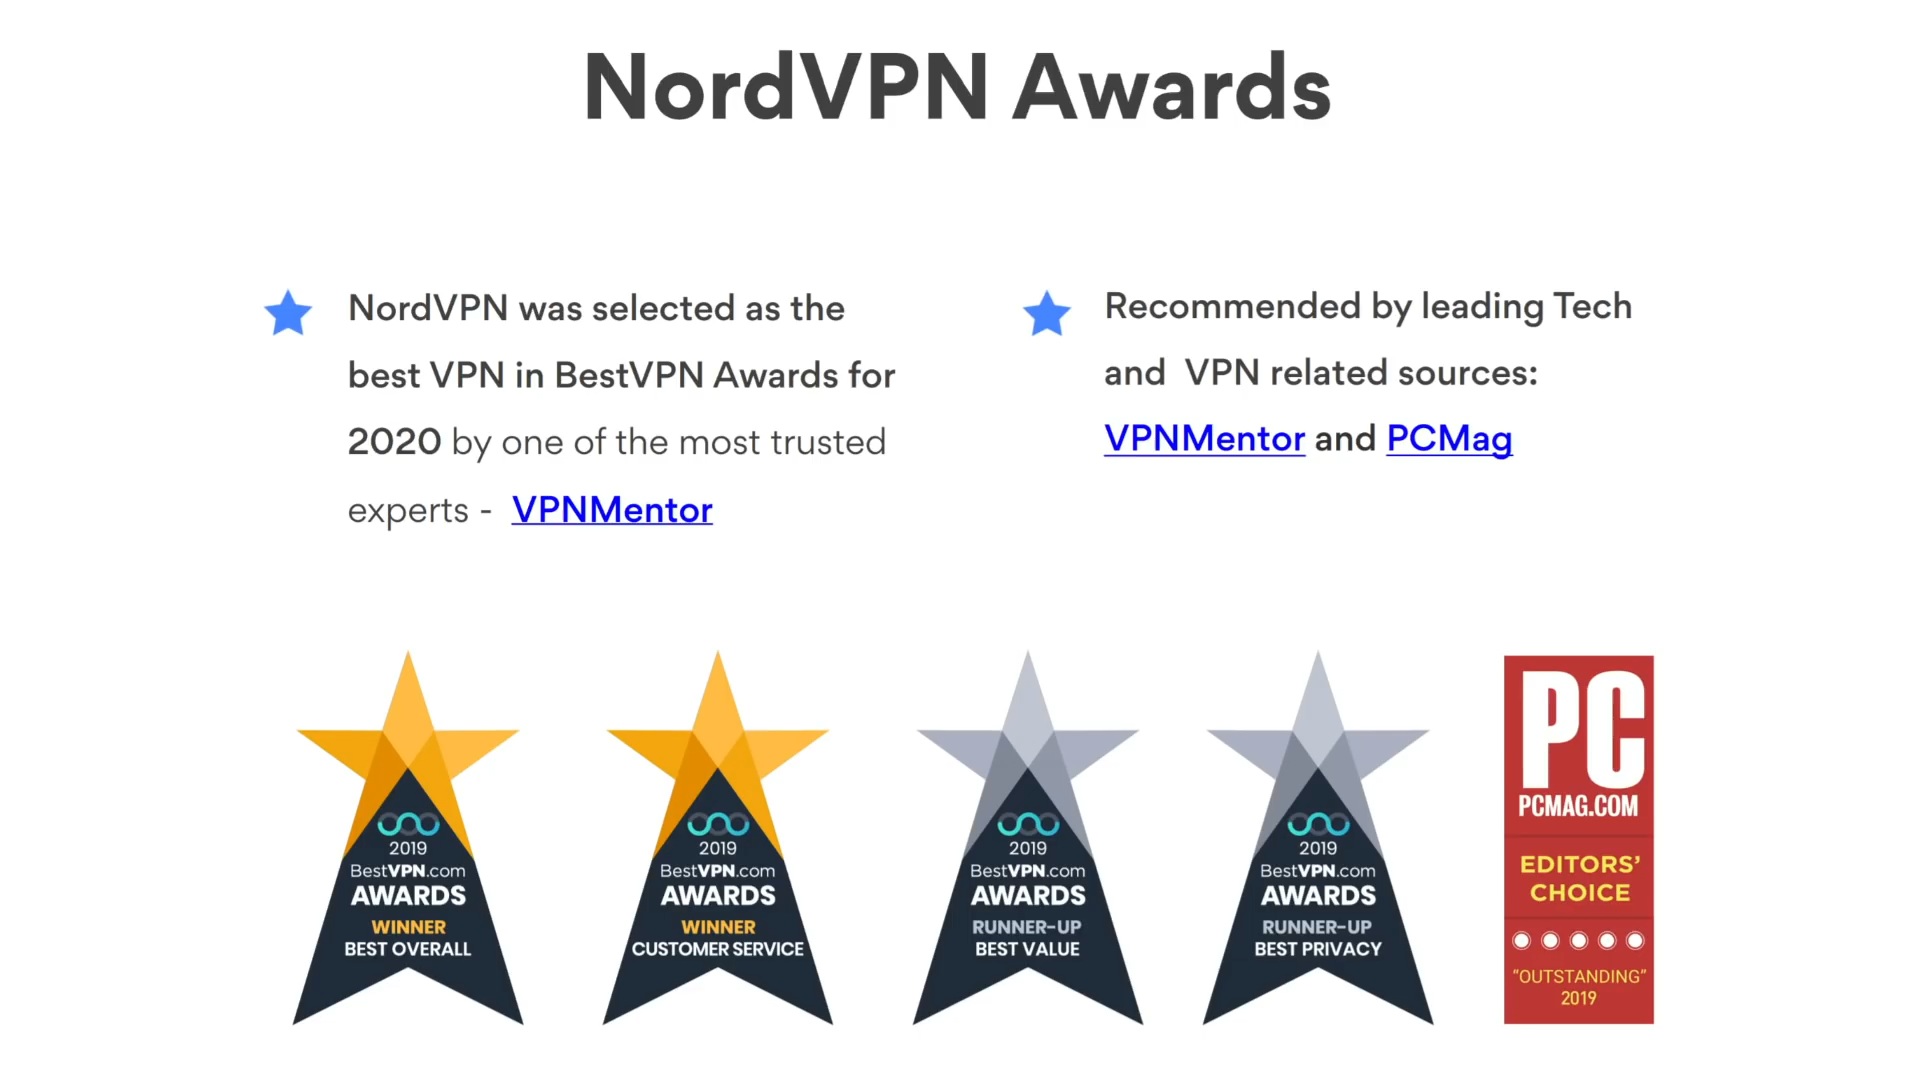 NordVPN Awards
NordVPN was selected as the
best VPN in BestVPN Awards for
2020 by one of the most trusted
experts - VPNMentor
Recommended by leading Tech
and VPN related sources:
VPNMentor and PCMag
2019
BestVPN.com
AWARDS
WINNER
BEST OVERALL
2019
BestVPN.com
AWARDS
WINNER
CUSTOMER SERVICE
2019
BestVPN.com
AWARDS
RUNNER-UP
BEST VALUE
2019
BestVPN.com
AWARDS
RUNNER-UP
BEST PRIVACY
PC
PCMAG.COM
EDITORS’
CHOICE
“OUTSTANDING”
2019